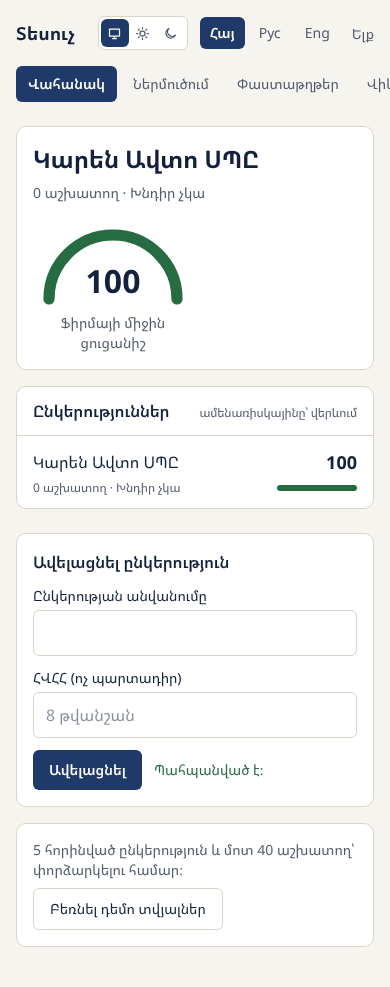 Տեսուչ
Հայ Рус Eng Ելք
Վահանակ Ներմուծում Փաստաթղթեր
Կարեն Ավտո ՍՊԸ
0 աշխատող · Խնդիր չկա
100
Ֆիրմայի միջին
ցուցանիշ
Ընկերություններ ամենառիսկայինը՝ վերևում
Կարեն Ավտո ՍՊԸ 100
0 աշխատող · Խնդիր չկա
Ավելացնել ընկերություն
Ընկերության անվանումը
ՀՎՀՀ (ոչ պարտադիր)
8 թվանշան
Ավելացնել Պահպանված է:
5 հորինված ընկերություն և մոտ 40 աշխատող՝
փորձարկելու համար:
Բեռնել դեմո տվյալներ